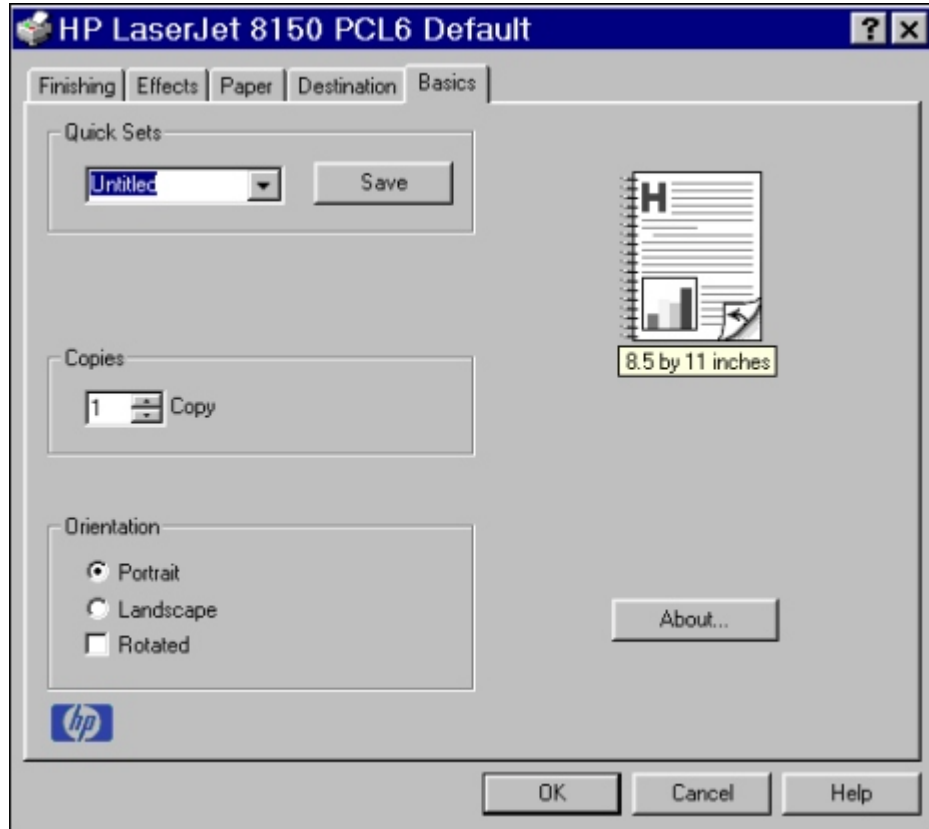 HP LaserJet 8150 PCL6 Default
Finishing Effects Paper Destination Basics
Quick Sets
Untitled Save
H
8.5 by 11 inches
Copies
1 Copy
Orientation
Portrait
Landscape
Rotated
About...
hp
OK Cancel Help